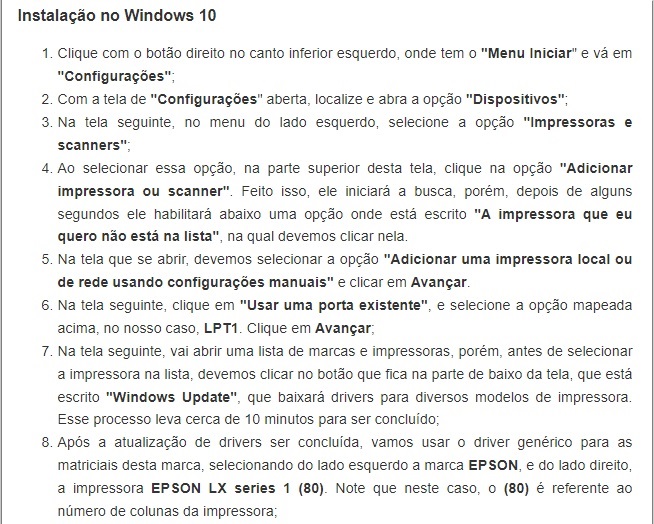 Instalação no Windows 10
1. Clique com o botão direito no canto inferior esquerdo, onde tem o "Menu Iniciar" e vá em
"Configurações";
2. Com a tela de "Configurações" aberta, localize e abra a opção "Dispositivos";
3. Na tela seguinte, no menu do lado esquerdo, selecione a opção "Impressoras e
scanners";
4. Ao selecionar essa opção, na parte superior desta tela, clique na opção "Adicionar
impressora ou scanner". Feito isso, ele iniciará a busca, porém, depois de alguns
segundos ele habilitará abaixo uma opção onde está escrito "A impressora que eu
quero não está na lista", na qual devemos clicar nela.
5. Na tela que se abrir, devemos selecionar a opção "Adicionar uma impressora local ou
de rede usando configurações manuais" e clicar em Avançar.
6. Na tela seguinte, clique em "Usar uma porta existente", e selecione a opção mapeada
acima, no nosso caso, LPT1. Clique em Avançar;
7. Na tela seguinte, vai abrir uma lista de marcas e impressoras, porém, antes de selecionar
a impressora na lista, devemos clicar no botão que fica na parte de baixo da tela, que está
escrito "Windows Update", que baixará drivers para diversos modelos de impressora.
Esse processo leva cerca de 10 minutos para ser concluído;
8. Após a atualização de drivers ser concluída, vamos usar o driver genérico para as
matriciais desta marca, selecionando do lado esquerdo a marca EPSON, e do lado direito,
a impressora EPSON LX series 1 (80). Note que neste caso, o (80) é referente ao
número de colunas da impressora;